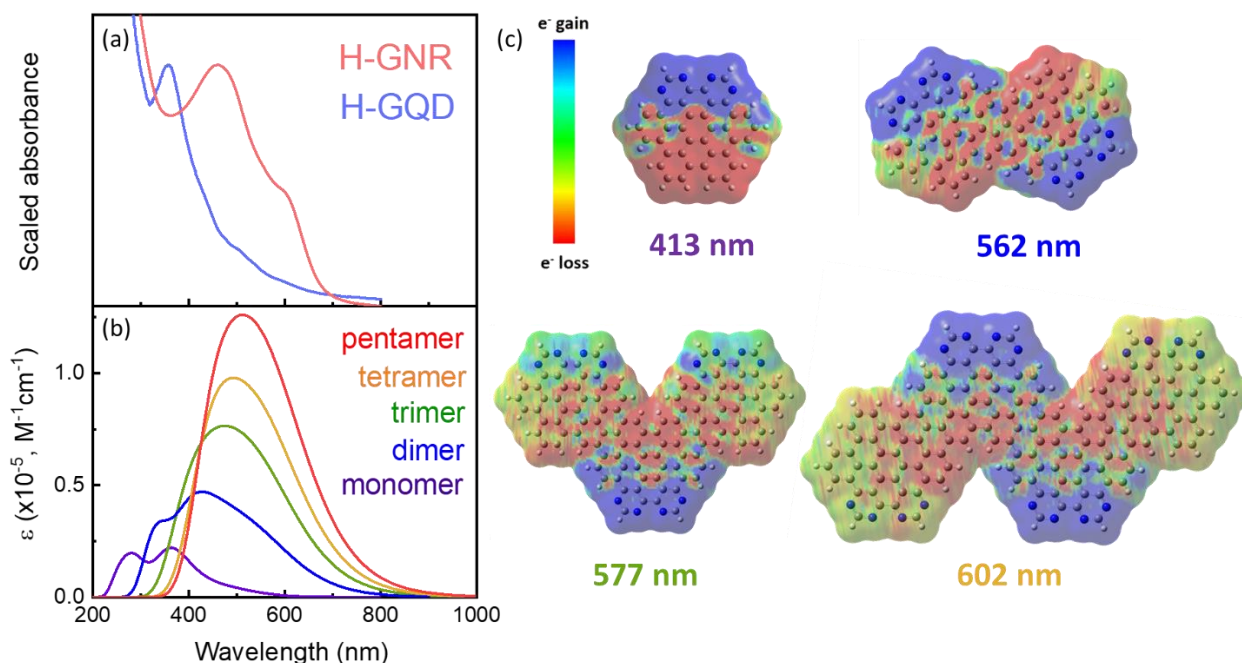 (a)
H-GNR
H-GQD
Scaled absorbance
(b)
pentamer
tetramer
trimer
dimer
monomer
ε (x10⁻⁵, M⁻¹cm⁻¹)
1.0
0.5
0.0
200 400 600 800 1000
Wavelength (nm)
(c)
e⁻ gain
e⁻ loss
413 nm
562 nm
577 nm
602 nm